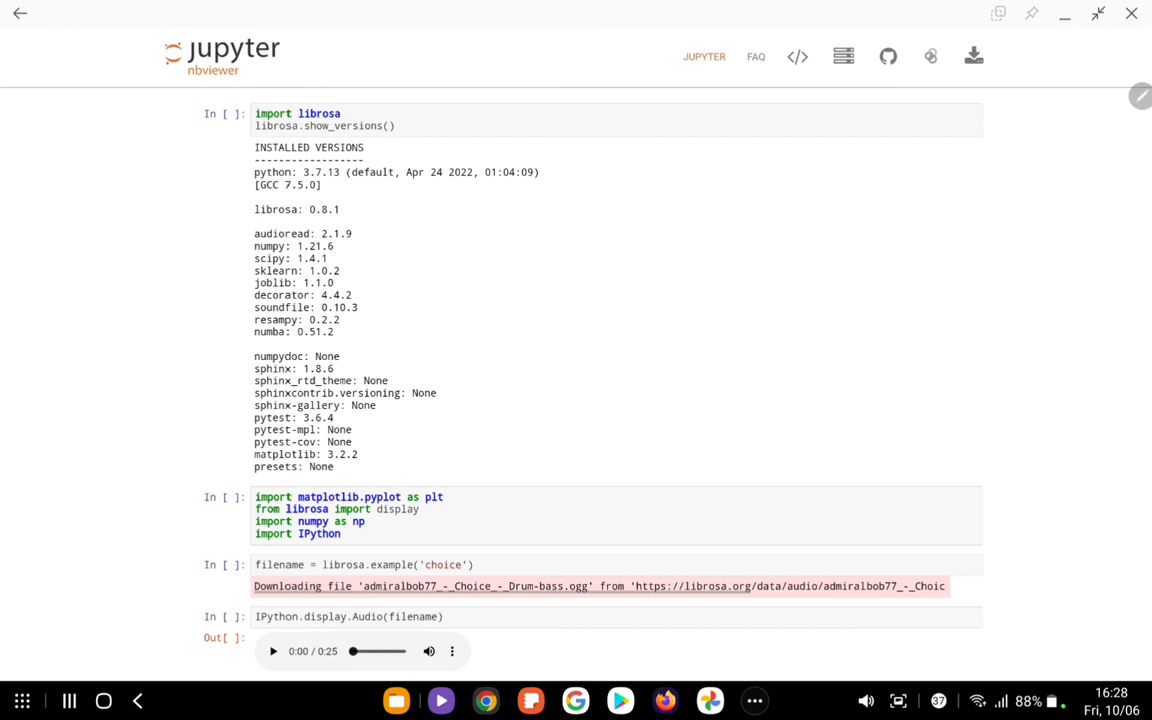 jupyter
nbviewer
JUPYTER
FAQ
</>
In [ ]:
import librosa
librosa.show_versions()
INSTALLED VERSIONS
------------------
python: 3.7.13 (default, Apr 24 2022, 01:04:09)
[GCC 7.5.0]
librosa: 0.8.1
audioread: 2.1.9
numpy: 1.21.6
scipy: 1.4.1
sklearn: 1.0.2
joblib: 1.1.0
decorator: 4.4.2
soundfile: 0.10.3
resampy: 0.2.2
numba: 0.51.2
numpydoc: None
sphinx: 1.8.6
sphinx_rtd_theme: None
sphinxcontrib.versioning: None
sphinx-gallery: None
pytest: 3.6.4
pytest-mpl: None
pytest-cov: None
matplotlib: 3.2.2
presets: None
In [ ]:
import matplotlib.pyplot as plt
from librosa import display
import numpy as np
import IPython
In [ ]:
filename = librosa.example('choice')
Downloading file 'admiralbob77_-_Choice_-_Drum-bass.ogg' from 'https://librosa.org/data/audio/admiralbob77_-_Choic
In [ ]:
IPython.display.Audio(filename)
Out[ ]:
0:00 / 0:25
37
88%
16:28
Fri, 10/06